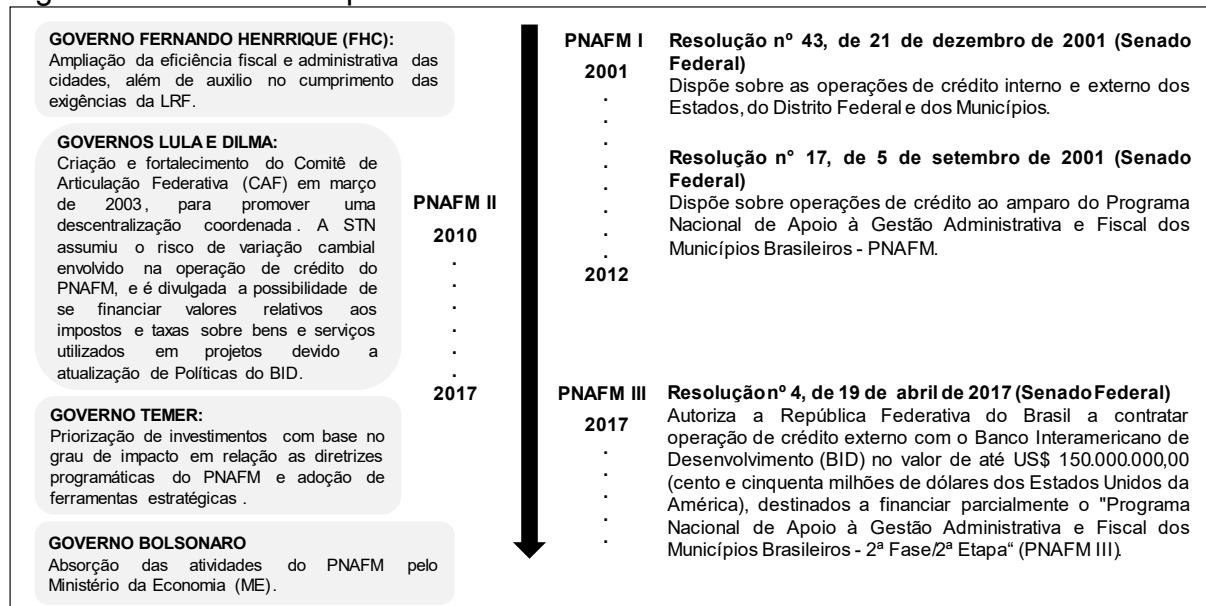 GOVERNO FERNANDO HENRRIQUE (FHC):
Ampliação da eficiência fiscal e administrativa das
cidades, além de auxilio no cumprimento das
exigências da LRF.
GOVERNOS LULA E DILMA:
Criação e fortalecimento do Comitê de
Articulação Federativa (CAF) em março
de 2003, para promover uma
descentralização coordenada. A STN
assumiu o risco de variação cambial
envolvido na operação de crédito do
PNAFM, e é divulgada a possibilidade de
se financiar valores relativos aos
impostos e taxas sobre bens e serviços
utilizados em projetos devido a
atualização de Políticas do BID.
GOVERNO TEMER:
Priorização de investimentos com base no
grau de impacto em relação as diretrizes
programáticas do PNAFM e adoção de
ferramentas estratégicas .
GOVERNO BOLSONARO
Absorção das atividades do PNAFM pelo
Ministério da Economia (ME).
PNAFM II
2010
.
.
.
.
.
.
2017
PNAFM I
2001
.
.
.
.
.
.
.
.
.
2012
PNAFM III
2017
.
.
.
.
.
Resolução nº 43, de 21 de dezembro de 2001 (Senado
Federal)
Dispõe sobre as operações de crédito interno e externo dos
Estados, do Distrito Federal e dos Municípios.
Resolução n° 17, de 5 de setembro de 2001 (Senado
Federal)
Dispõe sobre operações de crédito ao amparo do Programa
Nacional de Apoio à Gestão Administrativa e Fiscal dos
Municípios Brasileiros - PNAFM.
Resolução nº 4, de 19 de abril de 2017 (Senado Federal)
Autoriza a República Federativa do Brasil a contratar
operação de crédito externo com o Banco Interamericano de
Desenvolvimento (BID) no valor de até US$ 150.000.000,00
(cento e cinquenta milhões de dólares dos Estados Unidos da
América), destinados a financiar parcialmente o "Programa
Nacional de Apoio à Gestão Administrativa e Fiscal dos
Municípios Brasileiros - 2ª Fase/2ª Etapa“ (PNAFM III).